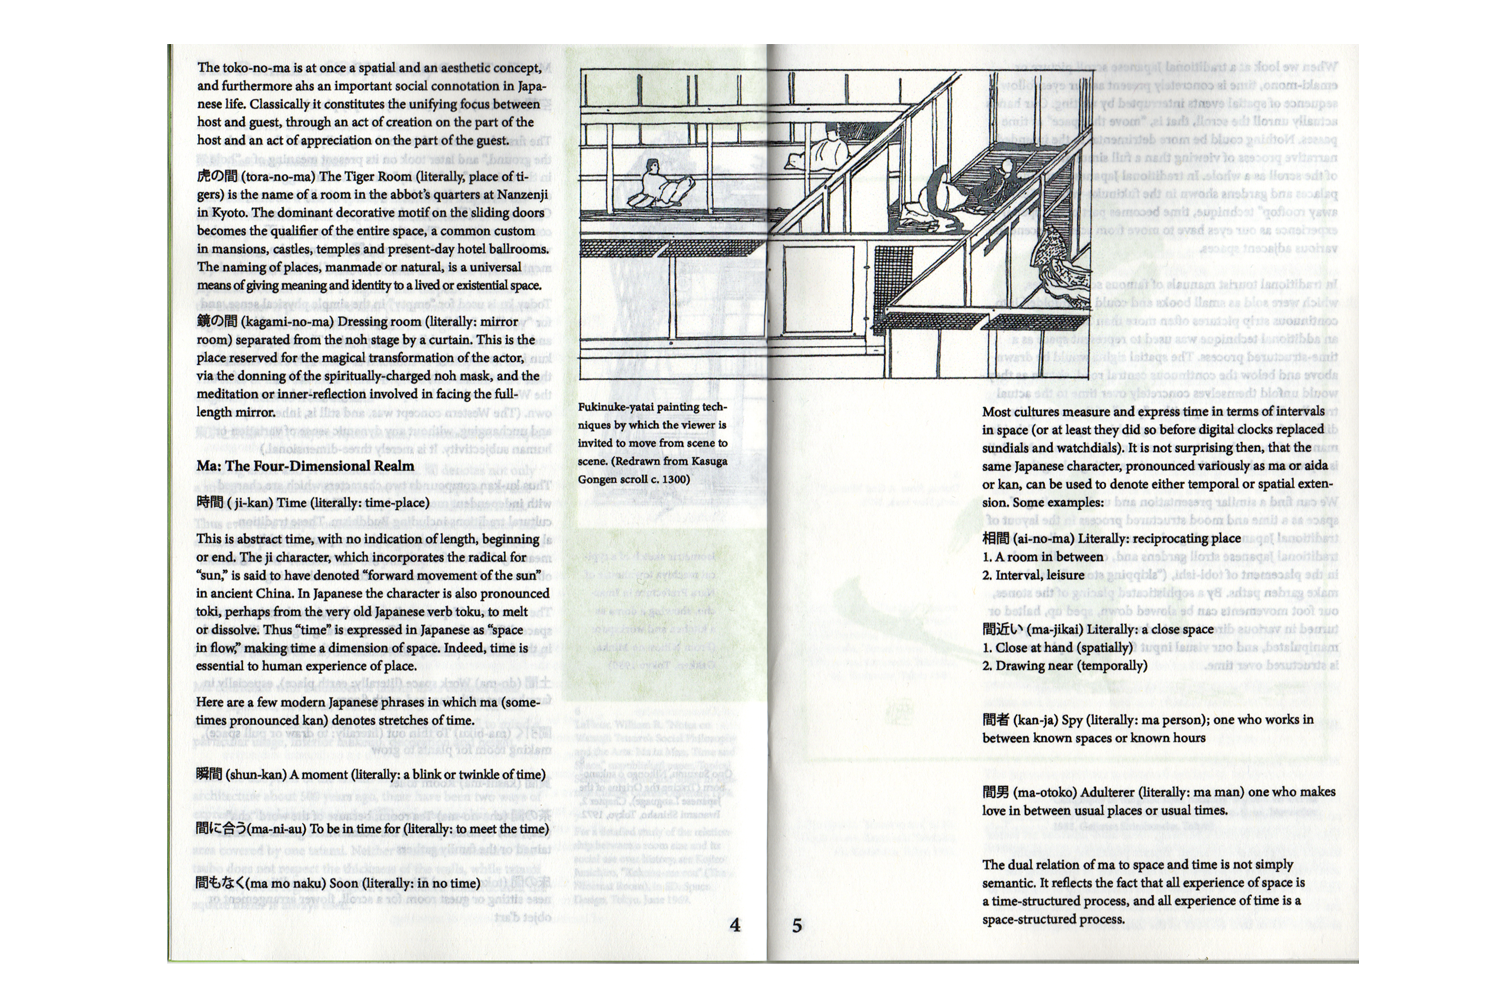 The toko-no-ma is at once a spatial and an aesthetic concept,
and furthermore ahs an important social connotation in Japa-
nese life. Classically it constitutes the unifying focus between
host and guest, through an act of creation on the part of the
host and an act of appreciation on the part of the guest.
虎の間 (tora-no-ma) The Tiger Room (literally, place of ti-
gers) is the name of a room in the abbot's quarters at Nanzenji
in Kyoto. The dominant decorative motif on the sliding doors
becomes the qualifier of the entire space, a common custom
in mansions, castles, temples and present-day hotel ballrooms.
The naming of places, manmade or natural, is a universal
means of giving meaning and identity to a lived or existential space.
鏡の間 (kagami-no-ma) Dressing room (literally: mirror
room) separated from the noh stage by a curtain. This is the
place reserved for the magical transformation of the actor,
via the donning of the spiritually-charged noh mask, and the
meditation or inner-reflection involved in facing the full-
length mirror.
Ma: The Four-Dimensional Realm
時間 ( ji-kan) Time (literally: time-place)
This is abstract time, with no indication of length, beginning
or end. The ji character, which incorporates the radical for
“sun,” is said to have denoted “forward movement of the sun”
in ancient China. In Japanese the character is also pronounced
toki, perhaps from the very old Japanese verb toku, to melt
or dissolve. Thus “time” is expressed in Japanese as “space
in flow,” making time a dimension of space. Indeed, time is
essential to human experience of place.
Here are a few modern Japanese phrases in which ma (some-
times pronounced kan) denotes stretches of time.
瞬間 (shun-kan) A moment (literally: a blink or twinkle of time)
間に合う(ma-ni-au) To be in time for (literally: to meet the time)
間もなく(ma mo naku) Soon (literally: in no time)
Fukinuke-yatai painting tech-
niques by which the viewer is
invited to move from scene to
scene. (Redrawn from Kasuga
Gongen scroll c. 1300)
4
5
Most cultures measure and express time in terms of intervals
in space (or at least they did so before digital clocks replaced
sundials and watchdials). It is not surprising then, that the
same Japanese character, pronounced variously as ma or aida
or kan, can be used to denote either temporal or spatial exten-
sion. Some examples:
相間 (ai-no-ma) Literally: reciprocating place
1. A room in between
2. Interval, leisure
間近い (ma-jikai) Literally: a close space
1. Close at hand (spatially)
2. Drawing near (temporally)
間者 (kan-ja) Spy (literally: ma person); one who works in
between known spaces or known hours
間男 (ma-otoko) Adulterer (literally: ma man) one who makes
love in between usual places or usual times.
The dual relation of ma to space and time is not simply
semantic. It reflects the fact that all experience of space is
a time-structured process, and all experience of time is a
space-structured process.